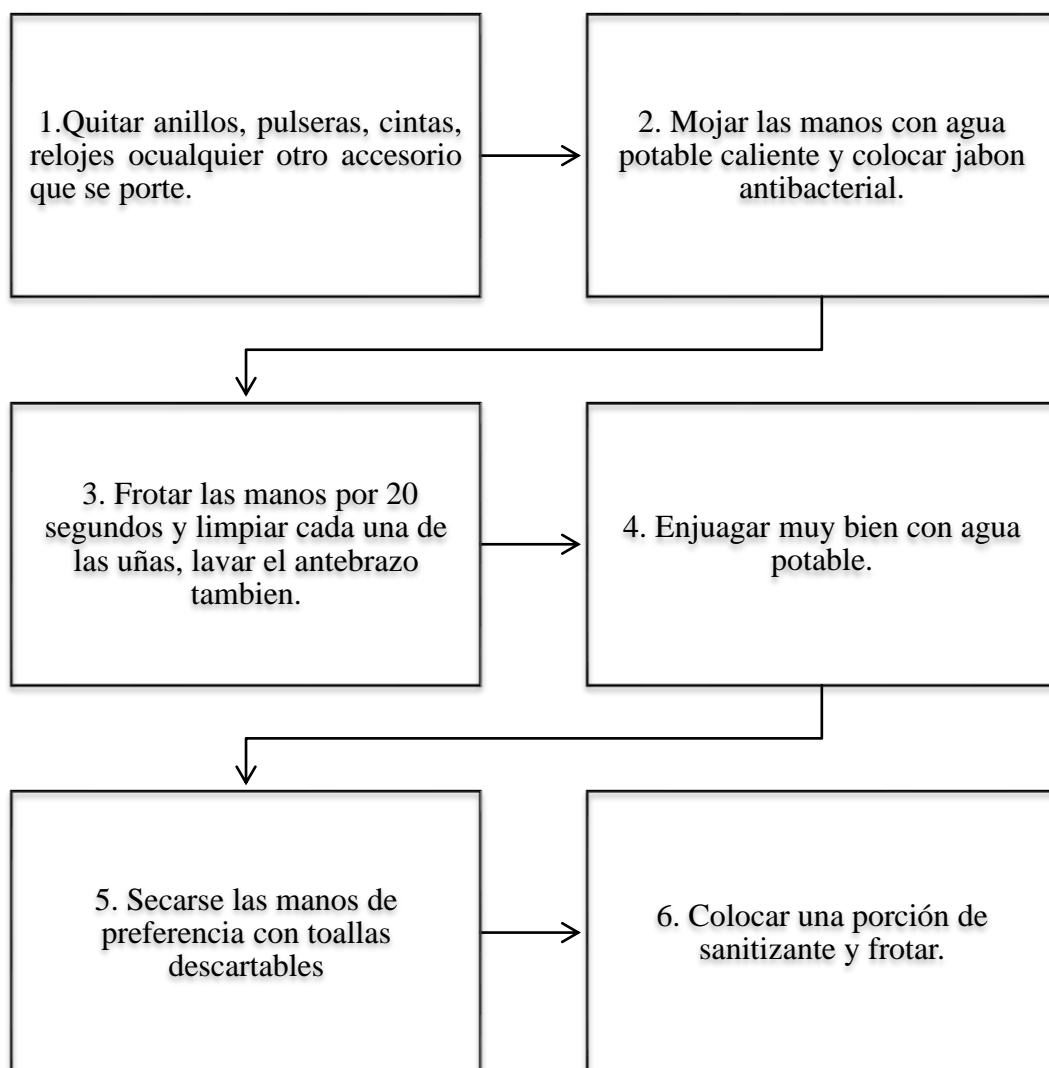 1.Quitar anillos, pulseras, cintas,
relojes ocualquier otro accesorio
que se porte.
2. Mojar las manos con agua
potable caliente y colocar jabon
antibacterial.
3. Frotar las manos por 20
segundos y limpiar cada una de
las uñas, lavar el antebrazo
tambien.
4. Enjuagar muy bien con agua
potable.
5. Secarse las manos de
preferencia con toallas
descartables
6. Colocar una porción de
sanitizante y frotar.